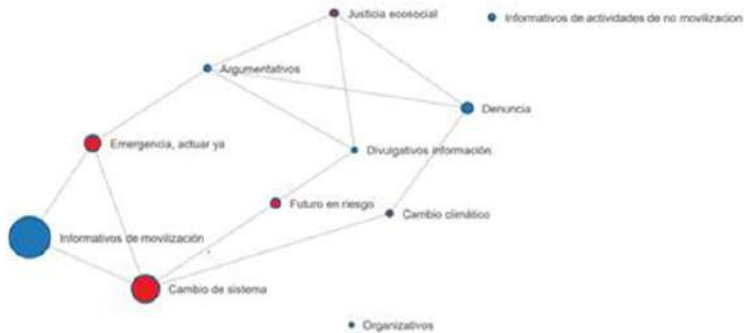 Justicia ecosocial
Informativos de actividades de no movilizacion
Argumentativos
Denuncia
Emergencia, actuar ya
Divulgativos información
Futuro en riesgo
Cambio climático
Informativos de movilización
Cambio de sistema
Organizativos